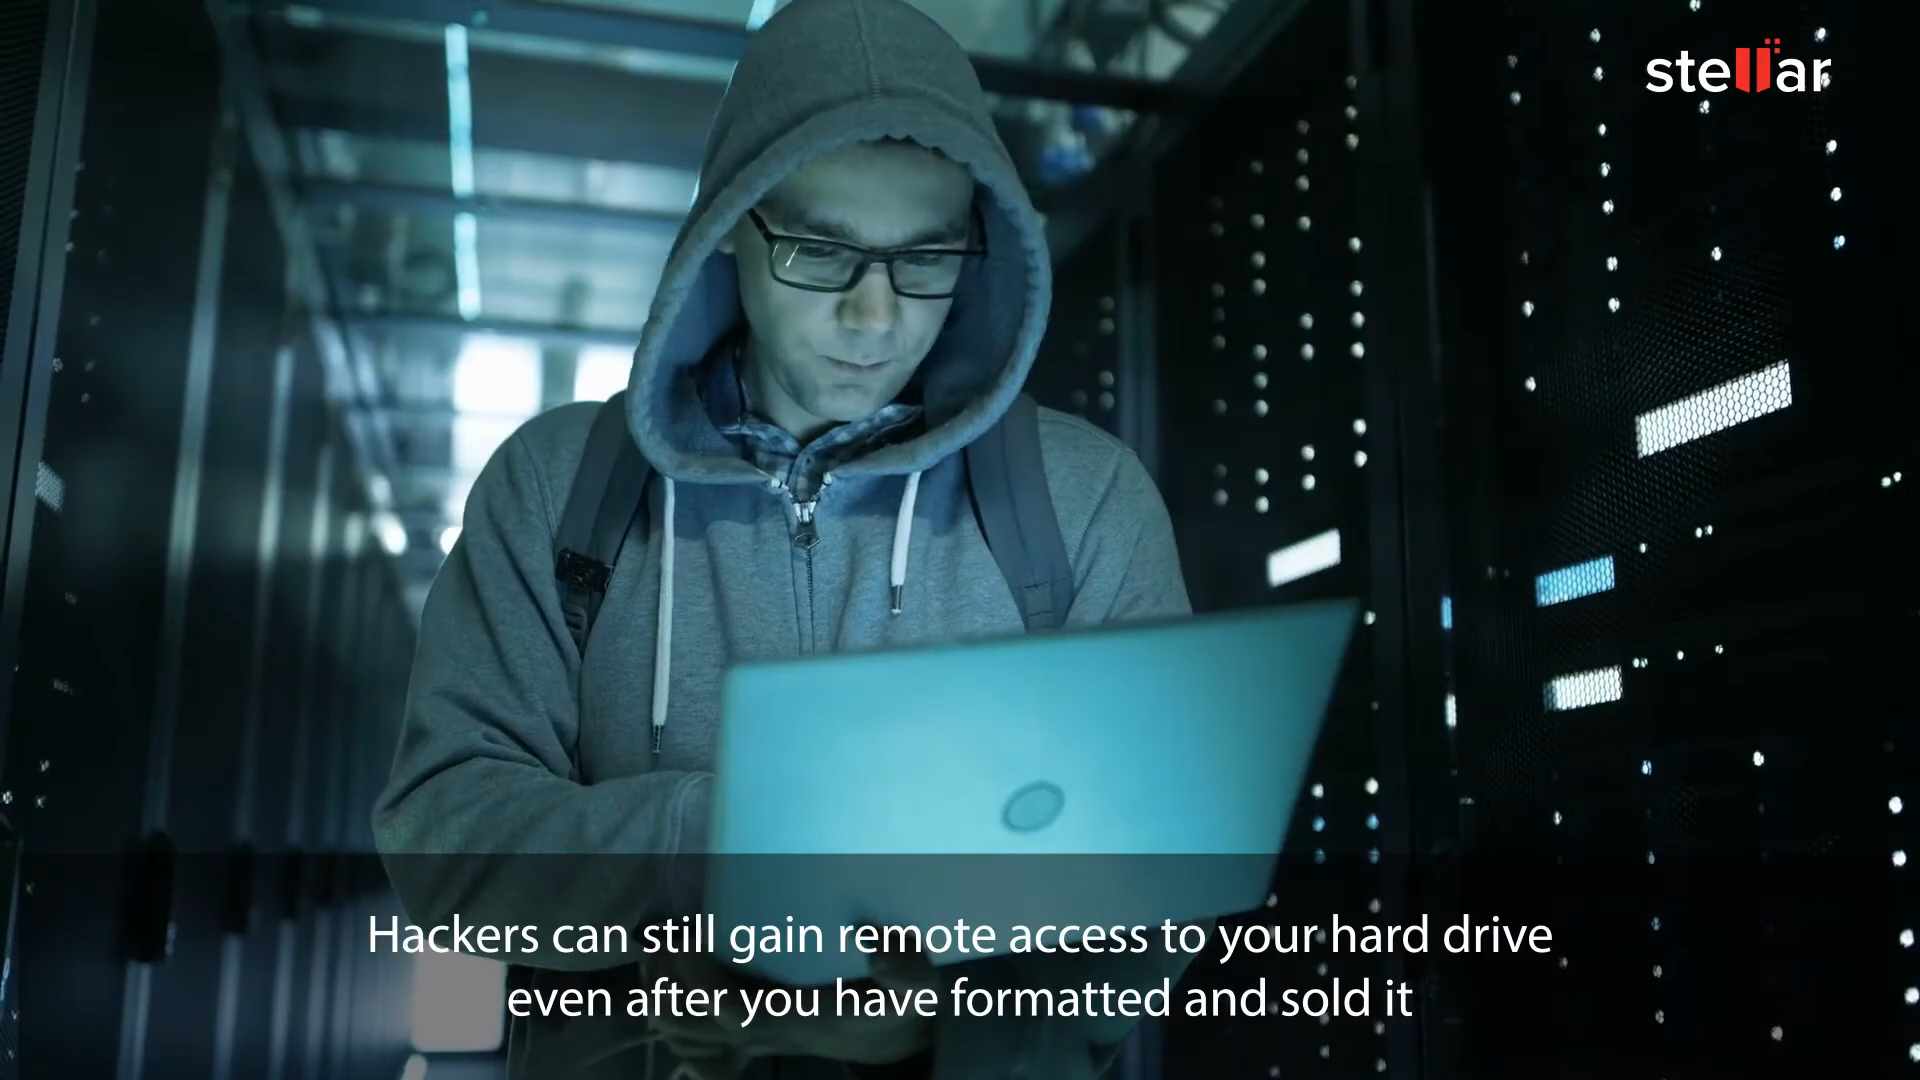 stellar
Hackers can still gain remote access to your hard drive
even after you have formatted and sold it